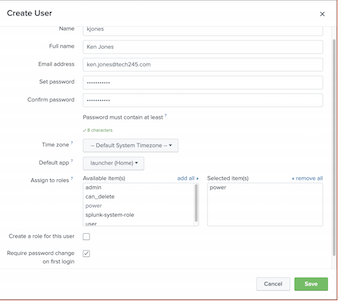 Create User
×
Name
kjones
Full name
Ken Jones
Email address
ken.jones@tech245.com
Set password
••••••••••
Confirm password
••••••••••
Password must contain at least ?
✓ 8 characters
Time zone ?
-- Default System Timezone --
Default app ?
launcher (Home)
Assign to roles ?
Available item(s)
add all »
Selected item(s)
« remove all
admin
can_delete
power
splunk-system-role
user
power
Create a role for this user
Require password change
on first login
Cancel
Save